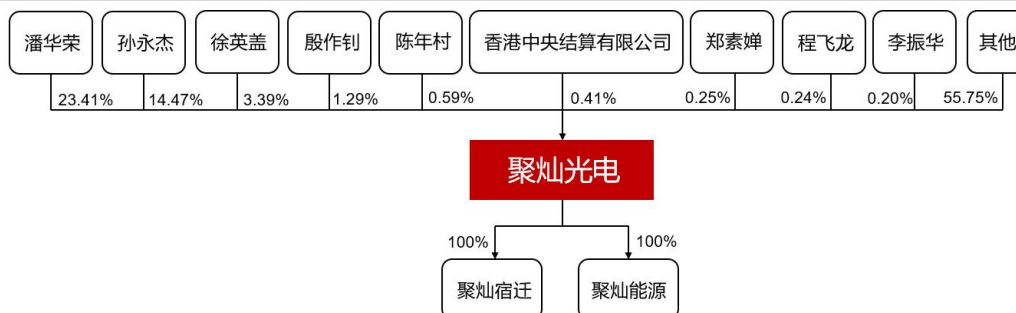 潘华荣
孙永杰
徐英盖
殷作钊
陈年村
香港中央结算有限公司
郑素婵
程飞龙
李振华
其他
23.41%
14.47%
3.39%
1.29%
0.59%
0.41%
0.25%
0.24%
0.20%
55.75%
聚灿光电
100%
100%
聚灿宿迁
聚灿能源